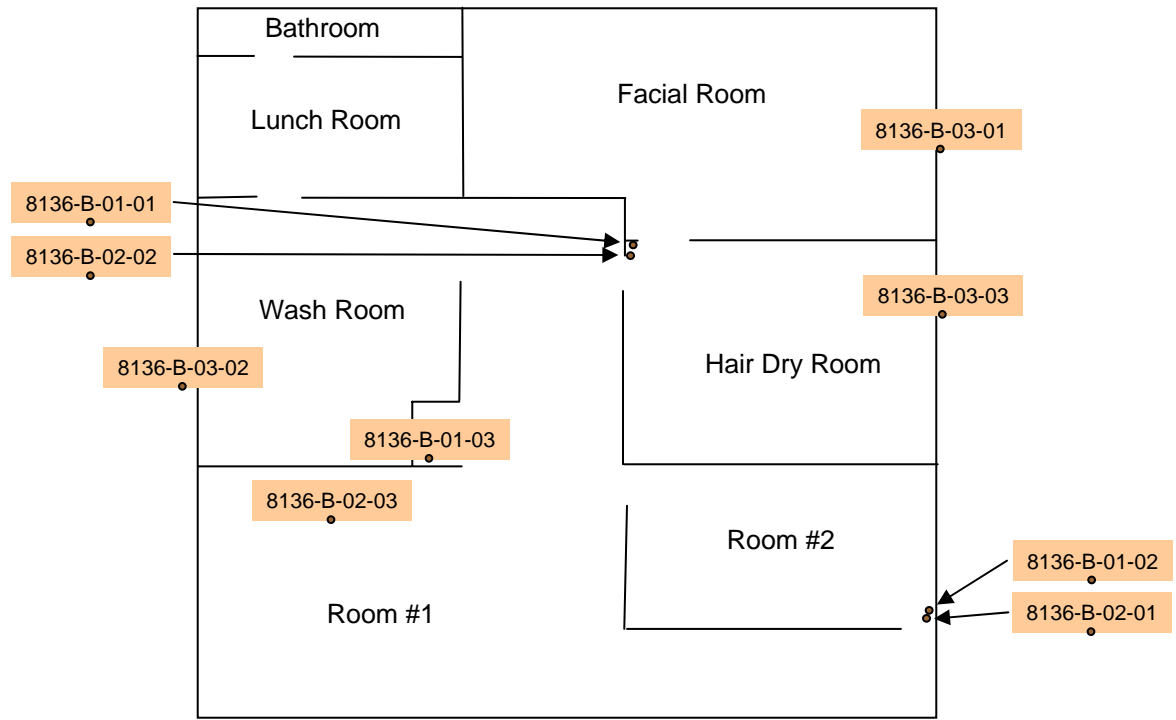 Bathroom
Facial Room
Lunch Room
8136-B-03-01
8136-B-01-01
8136-B-02-02
8136-B-03-03
Wash Room
8136-B-03-02
Hair Dry Room
8136-B-01-03
8136-B-02-03
Room #2
8136-B-01-02
Room #1
8136-B-02-01